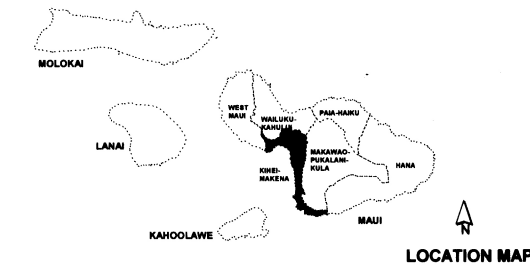 MOLOKAI
LANAI
KAHOOLAWE
WEST
MAUI
WAILUKU-
KAHULUI
PAIA-HAIKU
KIHEI-
MAKENA
MAKAWAO-
PUKALANI-
KULA
HANA
MAUI
N
LOCATION MAP